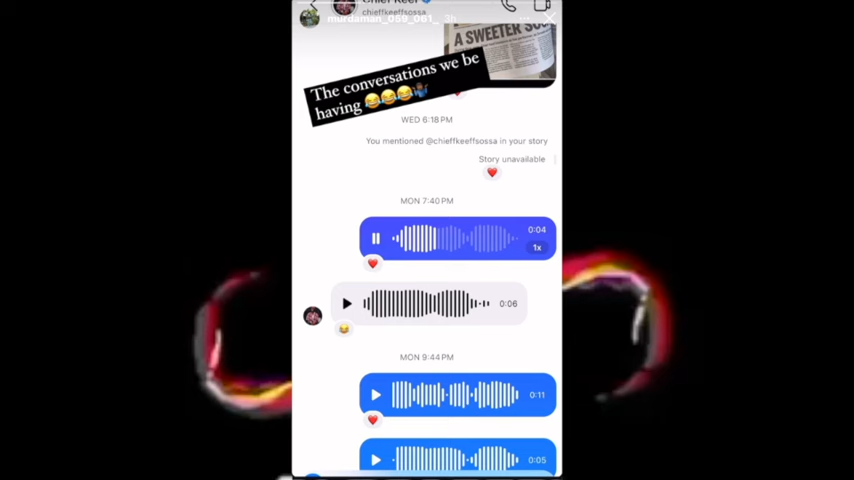 Chief Keef
chieffkeeffsossa
murdaman_059_061_ 3h
A SWEETER
The conversations we be
having 😂😂😂🤷🏾‍♂️
WED 6:18 PM
You mentioned @chieffkeeffsossa in your story
Story unavailable
MON 7:40 PM
0:04
1x
0:06
MON 9:44 PM
0:11
0:05